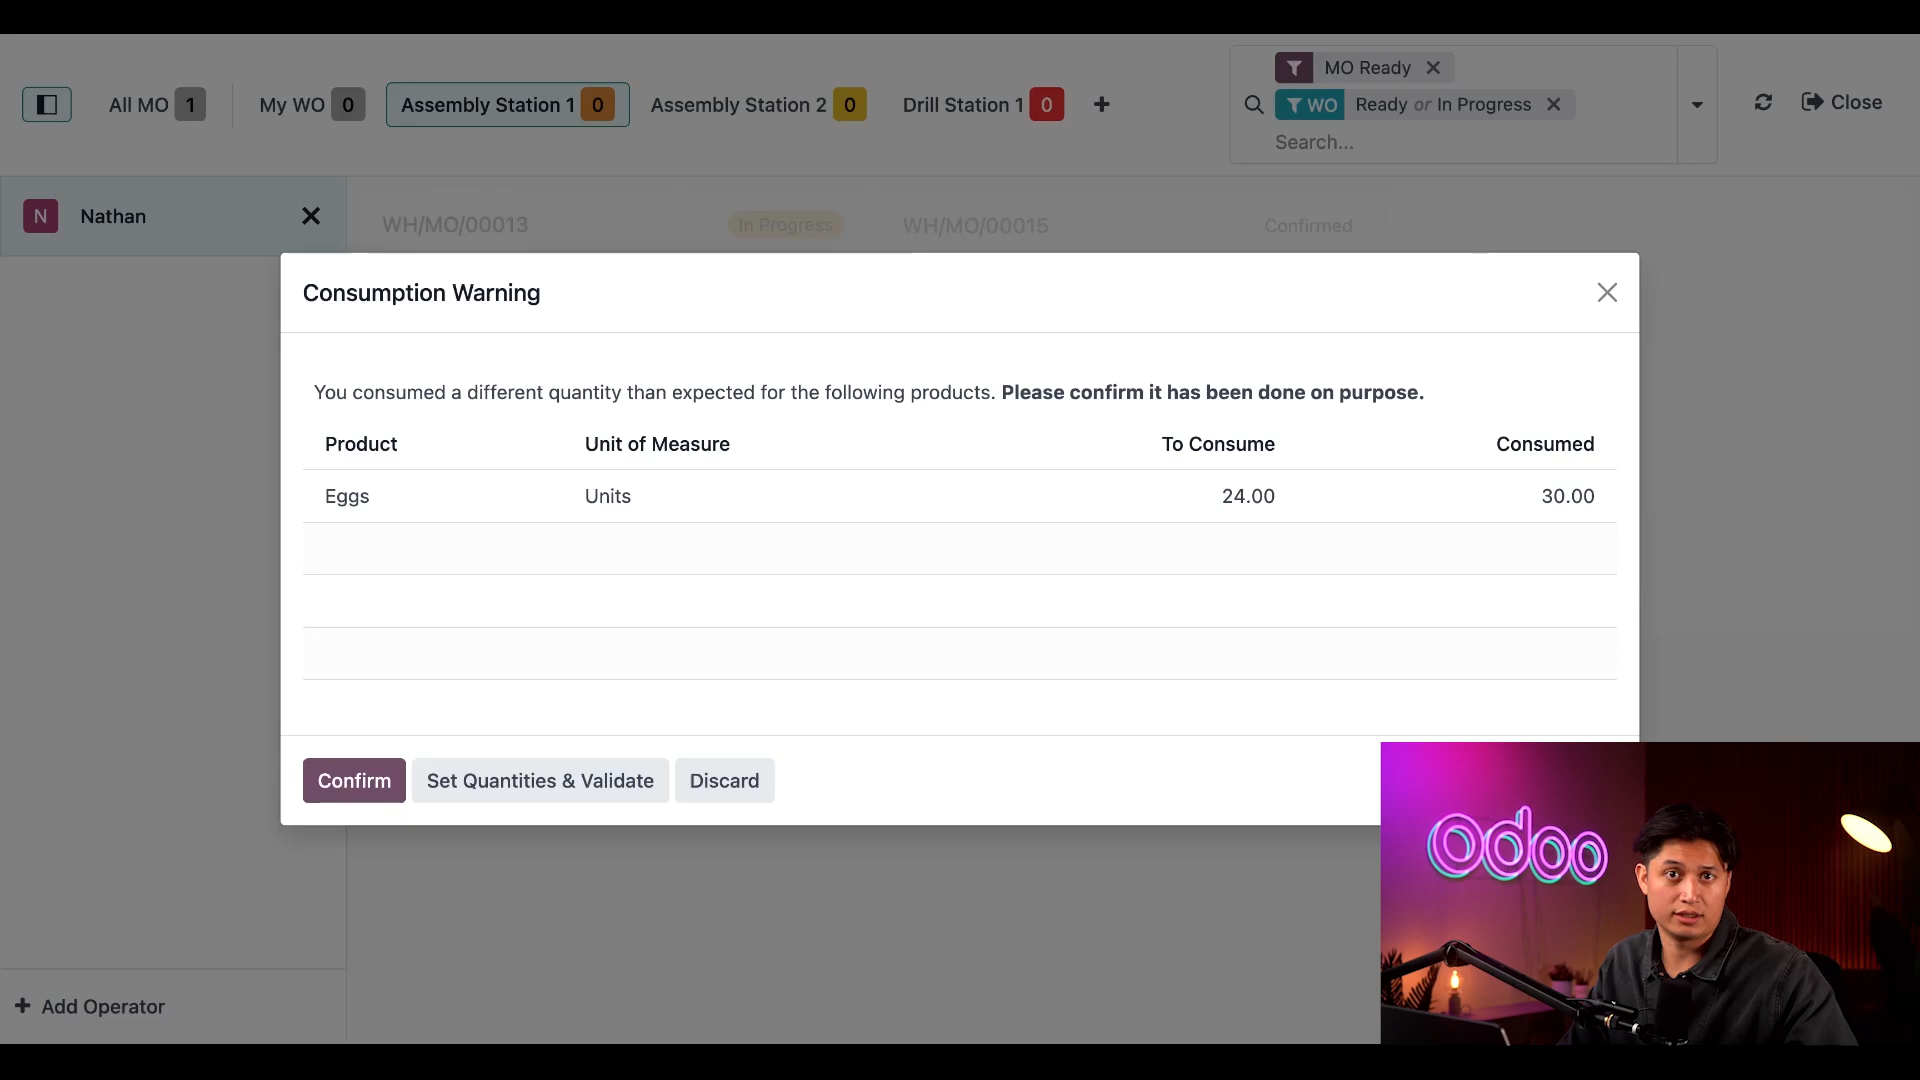 All MO 1
My WO 0
Assembly Station 1 0
Assembly Station 2 0
Drill Station 1 0
MO Ready
WO Ready or In Progress
Search...
Close
N Nathan
WH/MO/00013 In Progress
WH/MO/00015 Confirmed
Consumption Warning
You consumed a different quantity than expected for the following products. Please confirm it has been done on purpose.
Product Unit of Measure To Consume Consumed
Eggs Units 24.00 30.00
Confirm Set Quantities & Validate Discard
odoo
+ Add Operator